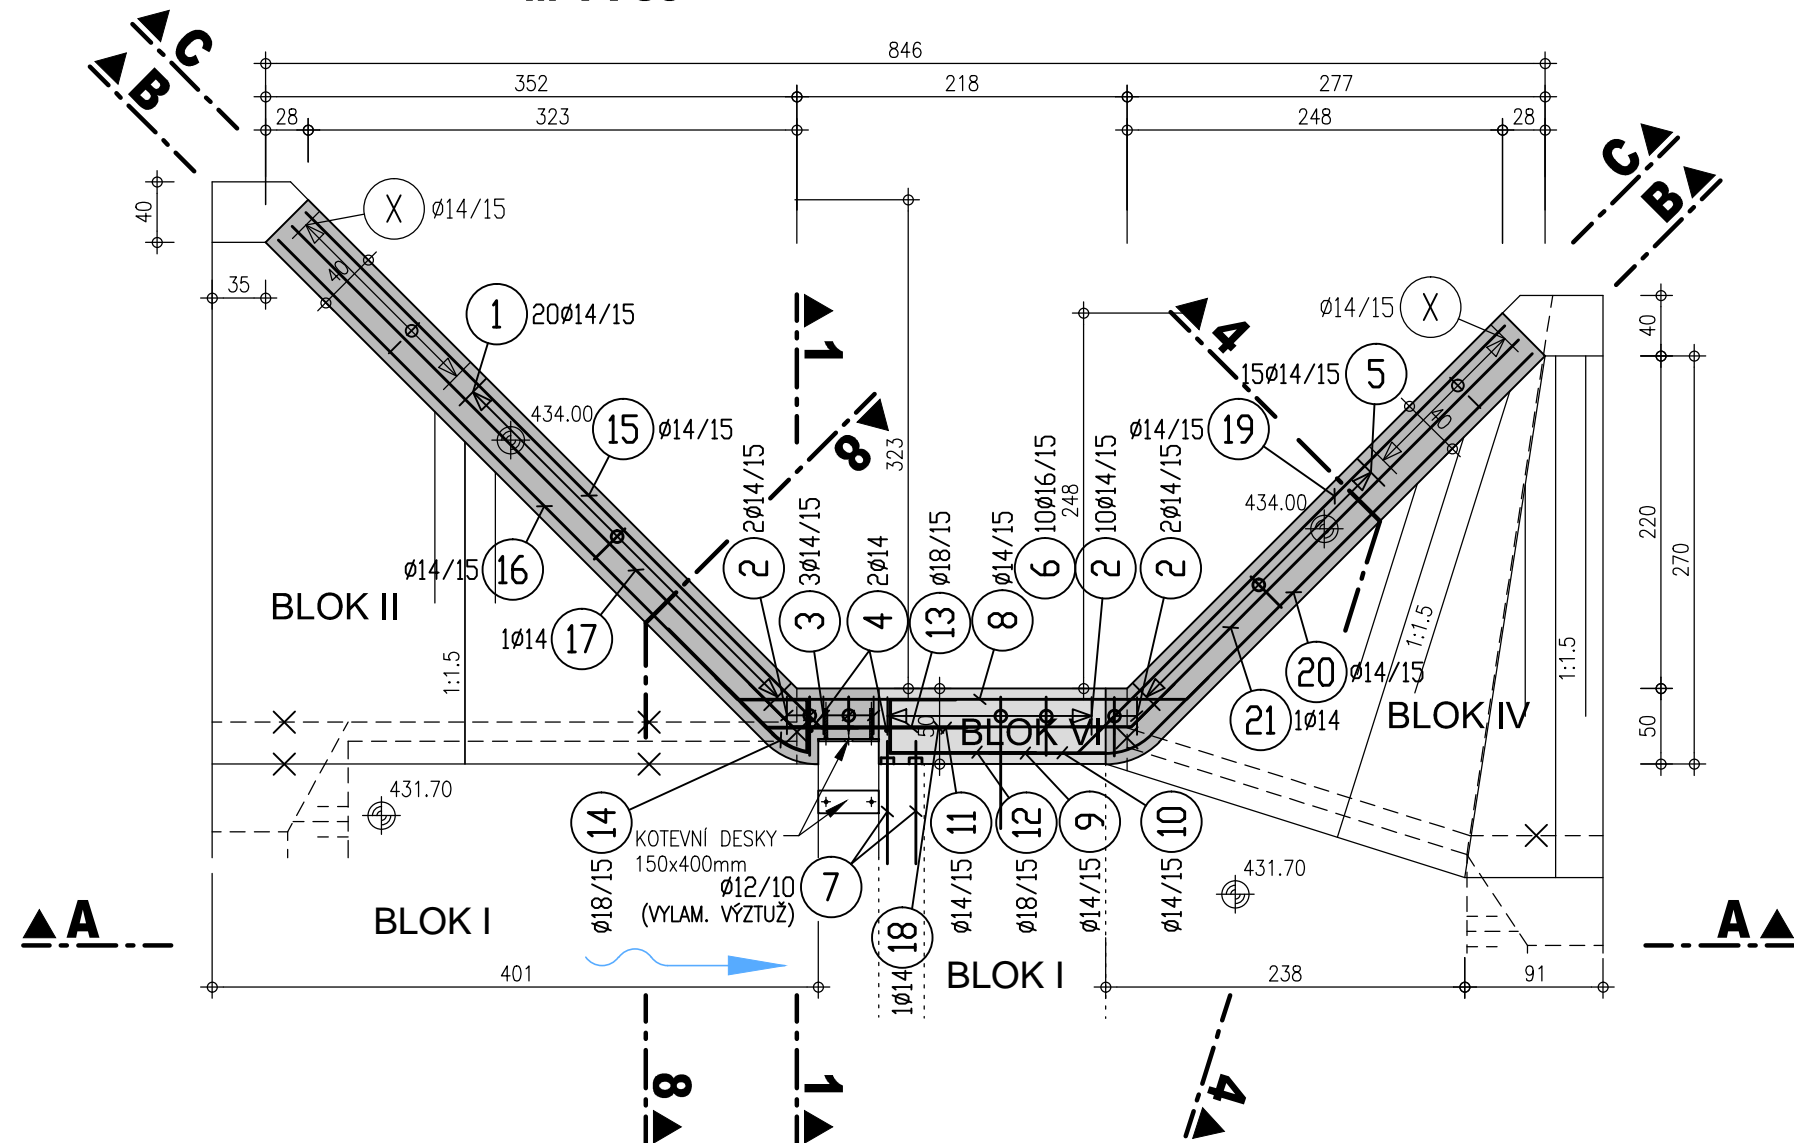 846
352
218
277
28
323
248
28
C
B
C
B
40
35
X
ø14/15
40
1
20ø14/15
434.00
15
ø14/15
16
ø14/15
17
1ø14
BLOK II
1:1.5
1
8
323
248
4
ø14/15
X
15ø14/15
5
ø14/15
19
40
434.00
40
220
270
50
1:1.5
1:1.5
2ø14/15
3ø14/15
2ø14
ø18/15
ø14/15
10ø16/15
10ø14/15
2ø14/15
2
3
4
13
8
6
2
2
20
ø14/15
21
1ø14
BLOK IV
BLOK VI
50
431.70
14
ø18/15
KOTEVNÍ DESKY
150x400mm
ø12/10
7
(VYLAM. VÝZTUŽ)
11
12
9
10
ø14/15
ø18/15
ø14/15
ø14/15
18
1ø14
431.70
BLOK I
BLOK I
A
A
401
238
91
8
1
4